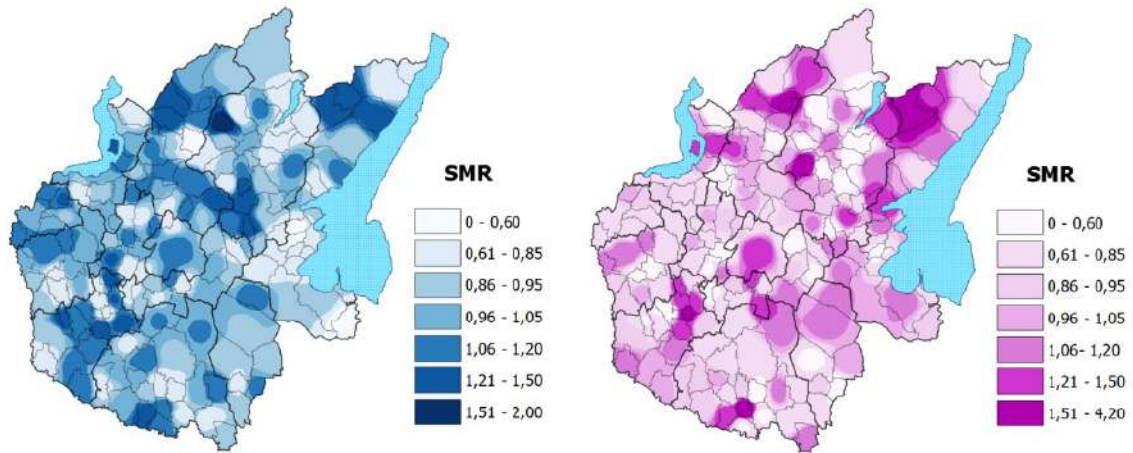 SMR
0 - 0,60
0,61 - 0,85
0,86 - 0,95
0,96 - 1,05
1,06 - 1,20
1,21 - 1,50
1,51 - 2,00
SMR
0 - 0,60
0,61 - 0,85
0,86 - 0,95
0,96 - 1,05
1,06- 1,20
1,21 - 1,50
1,51 - 4,20